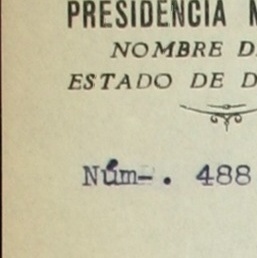 PRESIDENCIA
NOMBRE
ESTADO DE
Núm-. 488